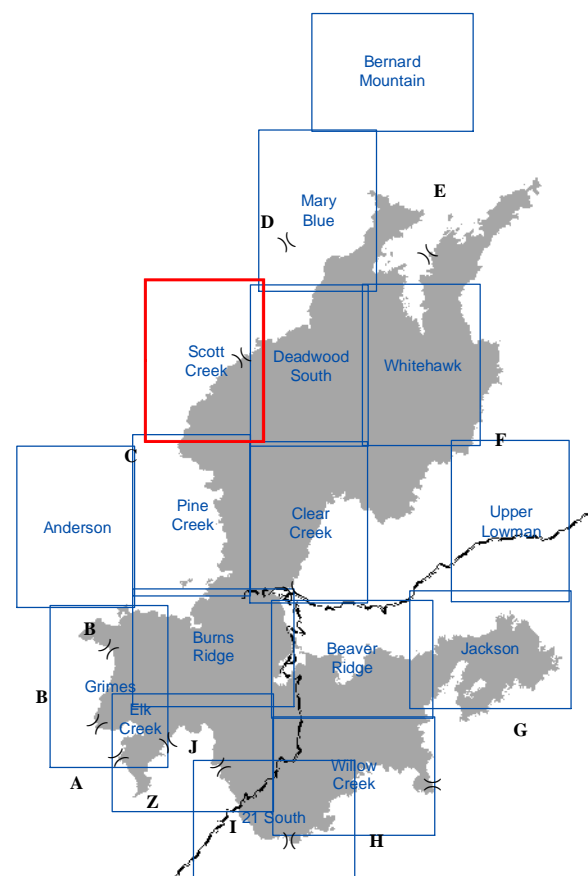 Bernard
Mountain
E
Mary
Blue
D
Scott
Creek
Deadwood
South
Whitehawk
C
F
Pine
Creek
Clear
Creek
Upper
Lowman
Anderson
B
Burns
Ridge
Beaver
Ridge
Jackson
B
Grimes
Elk
Creek
G
J
Willow
Creek
A
Z
I
21 South
H